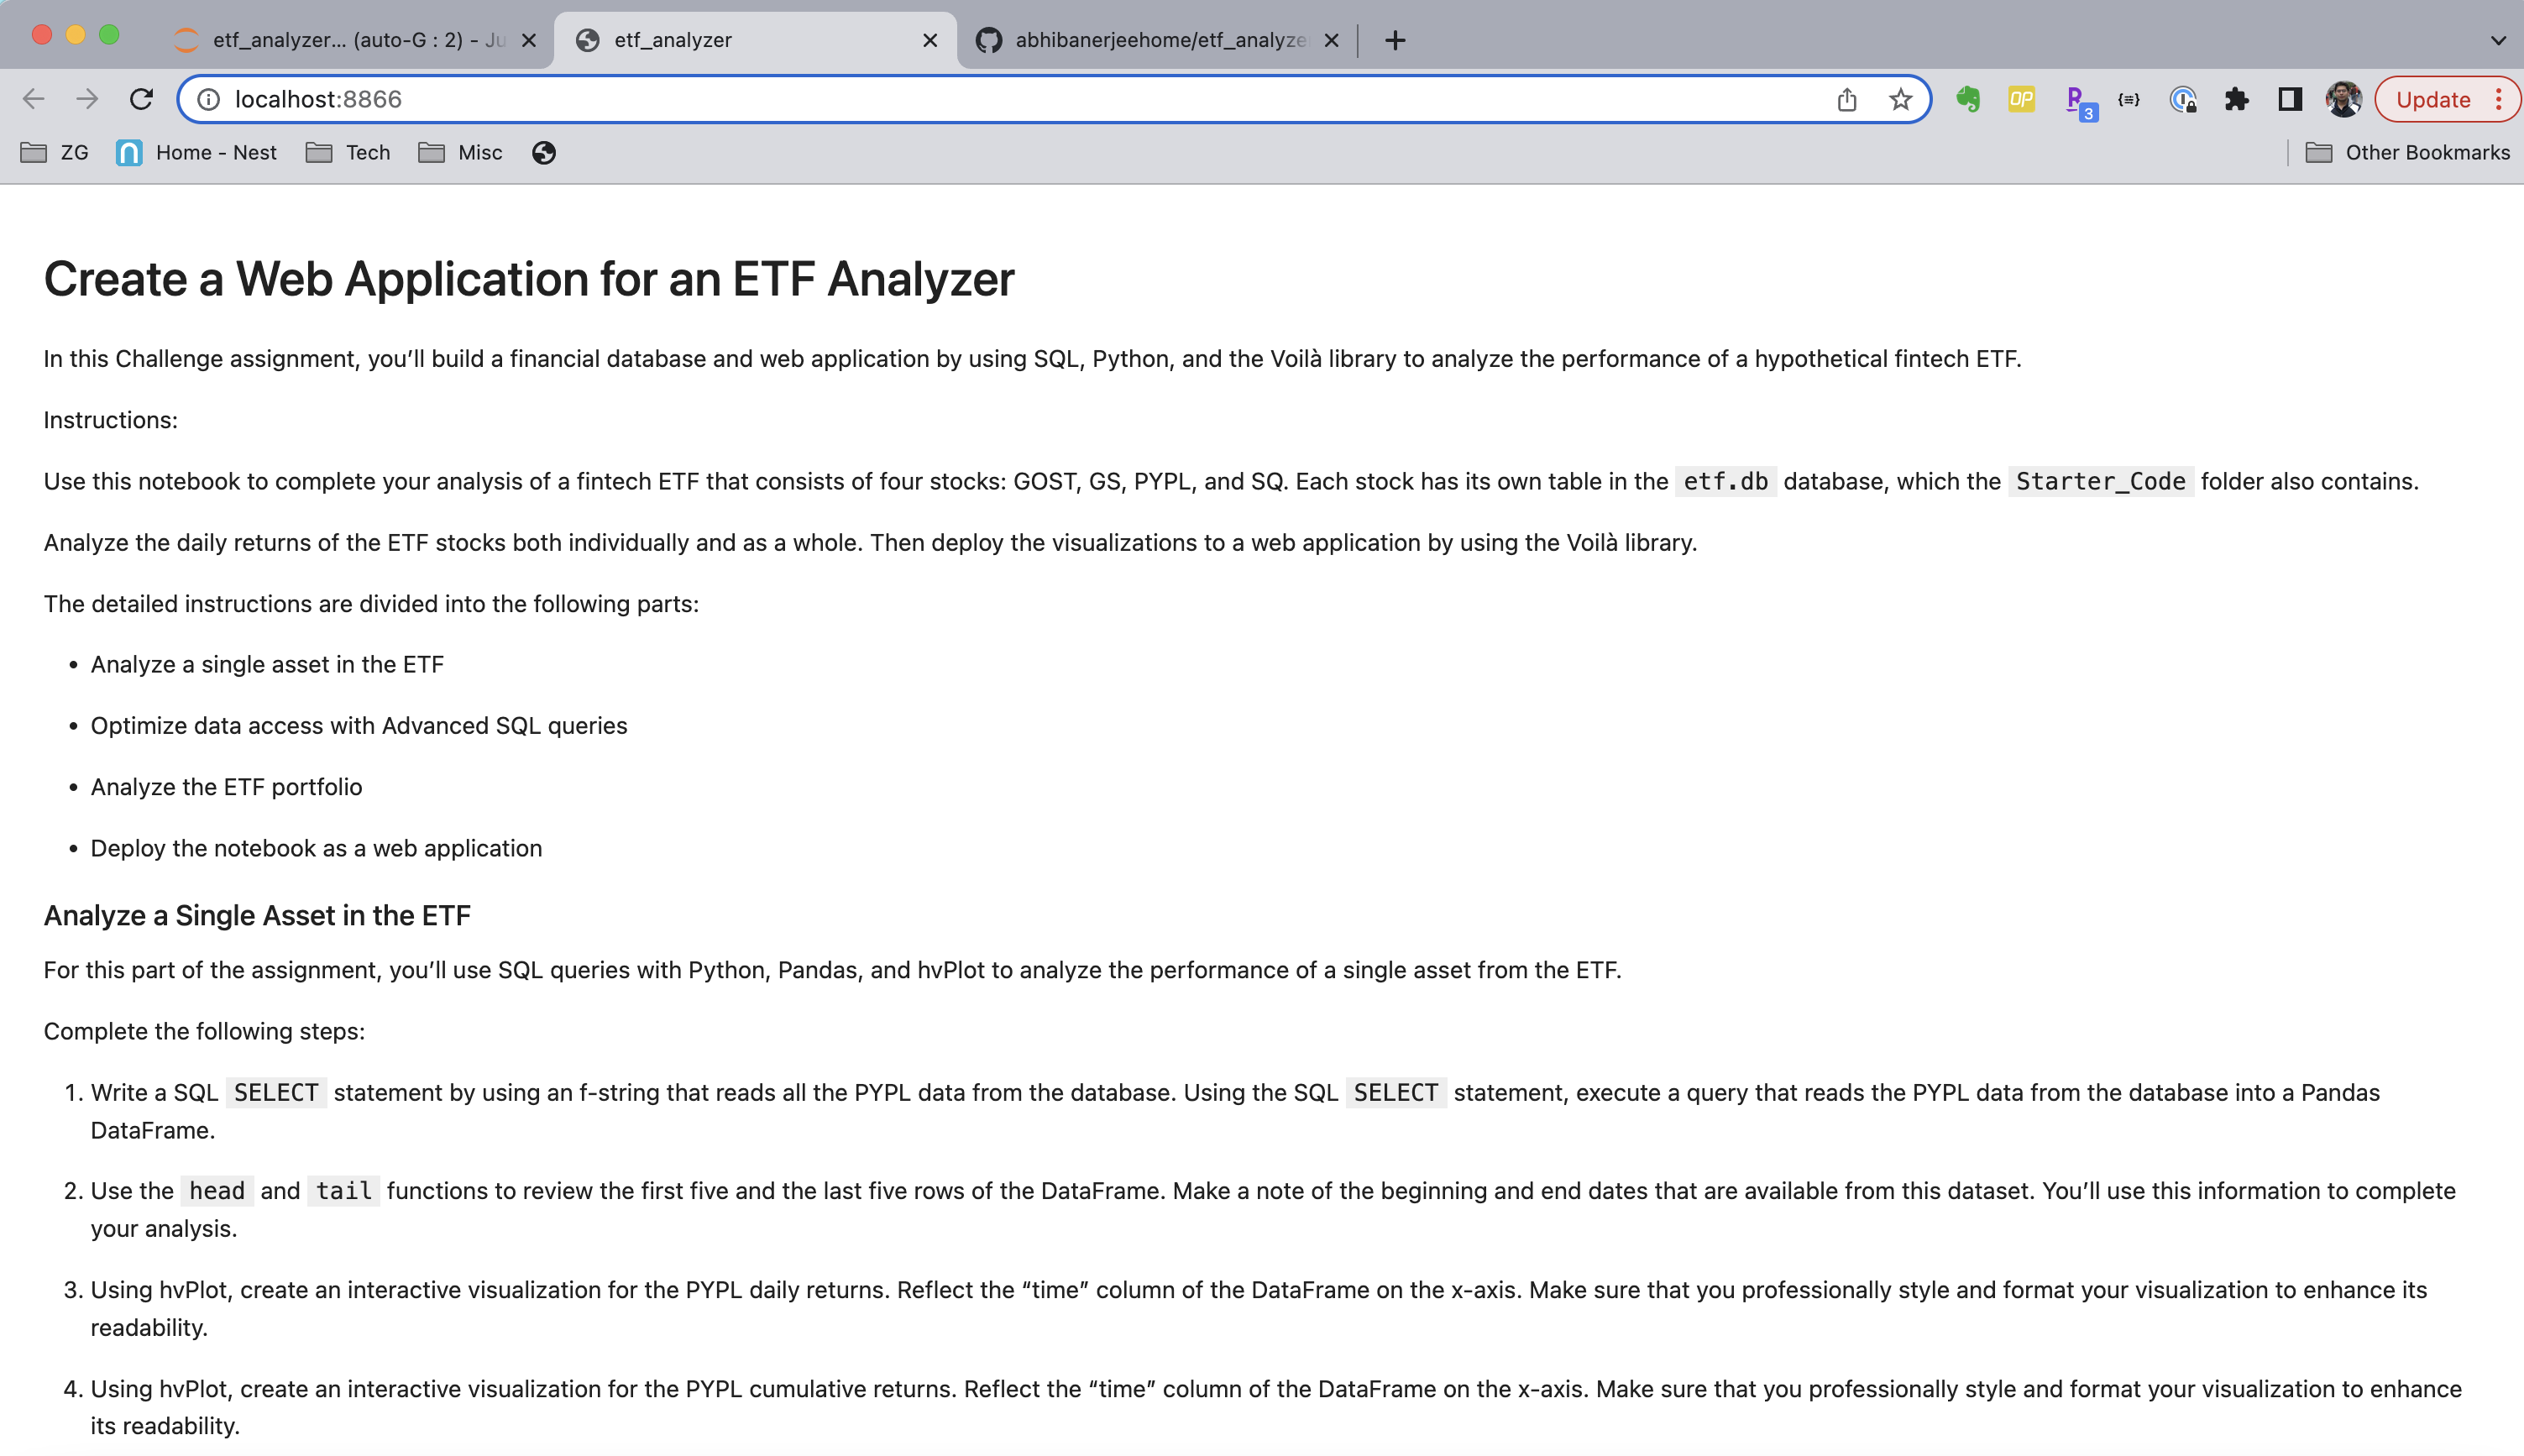 etf_analyzer... (auto-G : 2) - Ju
etf_analyzer
abhibanerjeehome/etf_analyze
localhost:8866
OP
R
3
Update
ZG
Home - Nest
Tech
Misc
Other Bookmarks
Create a Web Application for an ETF Analyzer
In this Challenge assignment, you’ll build a financial database and web application by using SQL, Python, and the Voilà library to analyze the performance of a hypothetical fintech ETF.
Instructions:
Use this notebook to complete your analysis of a fintech ETF that consists of four stocks: GOST, GS, PYPL, and SQ. Each stock has its own table in the etf.db database, which the Starter_Code folder also contains.
Analyze the daily returns of the ETF stocks both individually and as a whole. Then deploy the visualizations to a web application by using the Voilà library.
The detailed instructions are divided into the following parts:
• Analyze a single asset in the ETF
• Optimize data access with Advanced SQL queries
• Analyze the ETF portfolio
• Deploy the notebook as a web application
Analyze a Single Asset in the ETF
For this part of the assignment, you’ll use SQL queries with Python, Pandas, and hvPlot to analyze the performance of a single asset from the ETF.
Complete the following steps:
1. Write a SQL SELECT statement by using an f-string that reads all the PYPL data from the database. Using the SQL SELECT statement, execute a query that reads the PYPL data from the database into a Pandas
DataFrame.
2. Use the head and tail functions to review the first five and the last five rows of the DataFrame. Make a note of the beginning and end dates that are available from this dataset. You’ll use this information to complete
your analysis.
3. Using hvPlot, create an interactive visualization for the PYPL daily returns. Reflect the “time” column of the DataFrame on the x-axis. Make sure that you professionally style and format your visualization to enhance its
readability.
4. Using hvPlot, create an interactive visualization for the PYPL cumulative returns. Reflect the “time” column of the DataFrame on the x-axis. Make sure that you professionally style and format your visualization to enhance
its readability.